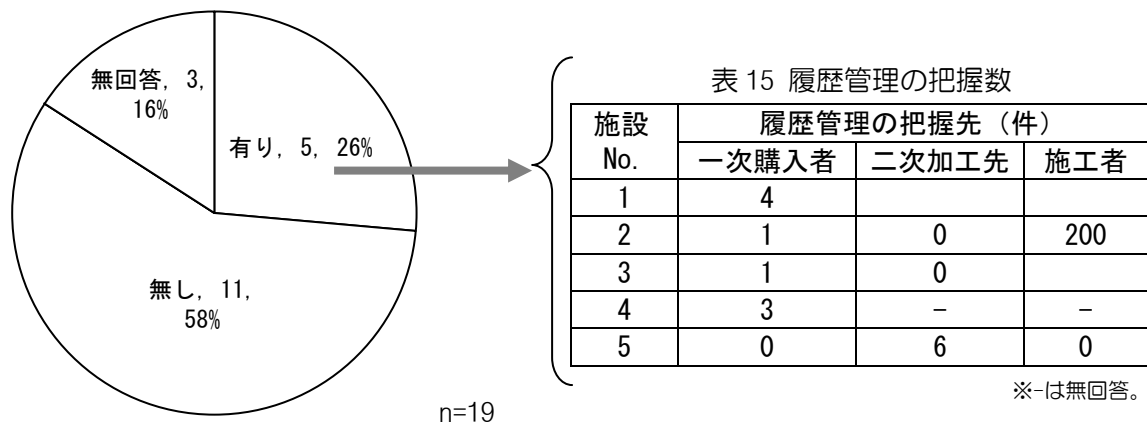 無回答, 3,
16%
有り, 5, 26%
無し, 11,
58%
n=19
表 15 履歴管理の把握数
施設 No. 履歴管理の把握先（件）
一次購入者 二次加工先 施工者
1 4
2 1 0 200
3 1 0
4 3 － －
5 0 6 0
※-は無回答。